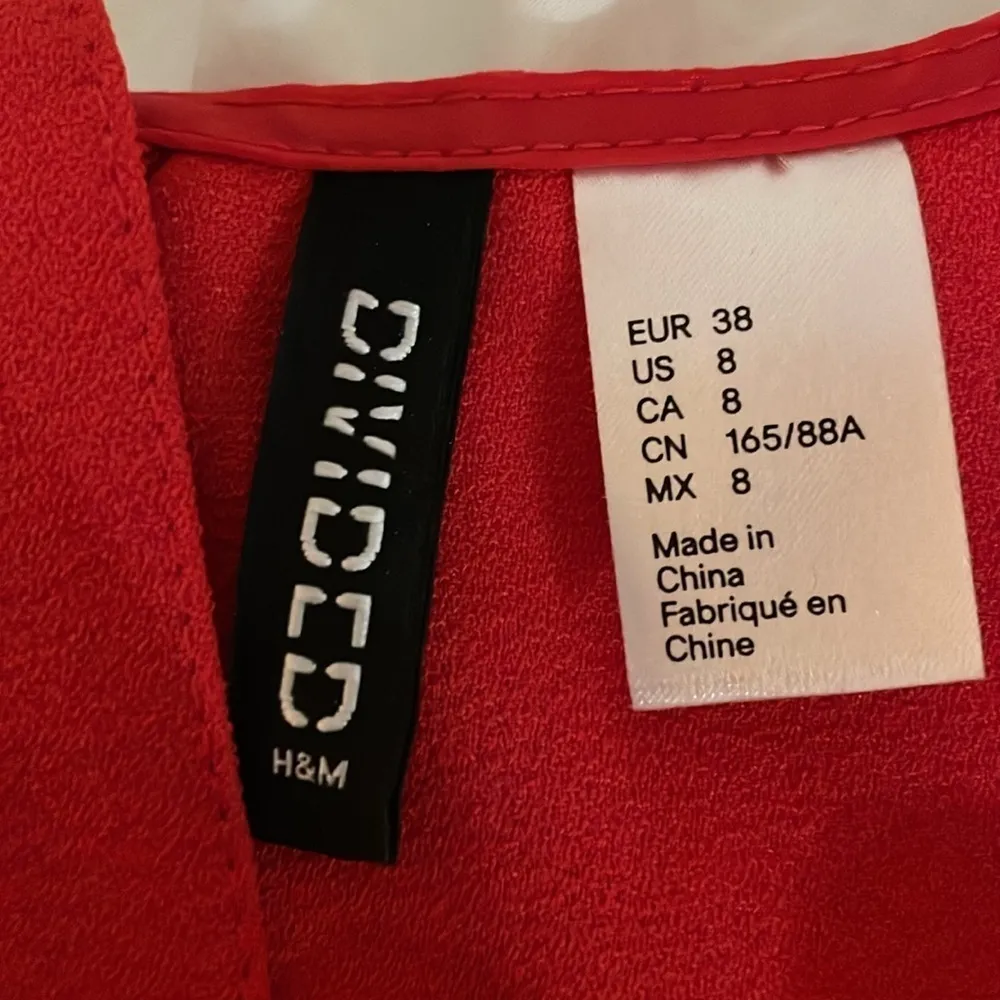 DIVIDED
H&M
EUR 38
US 8
CA 8
CN 165/88A
MX 8
Made in
China
Fabriqué en
Chine